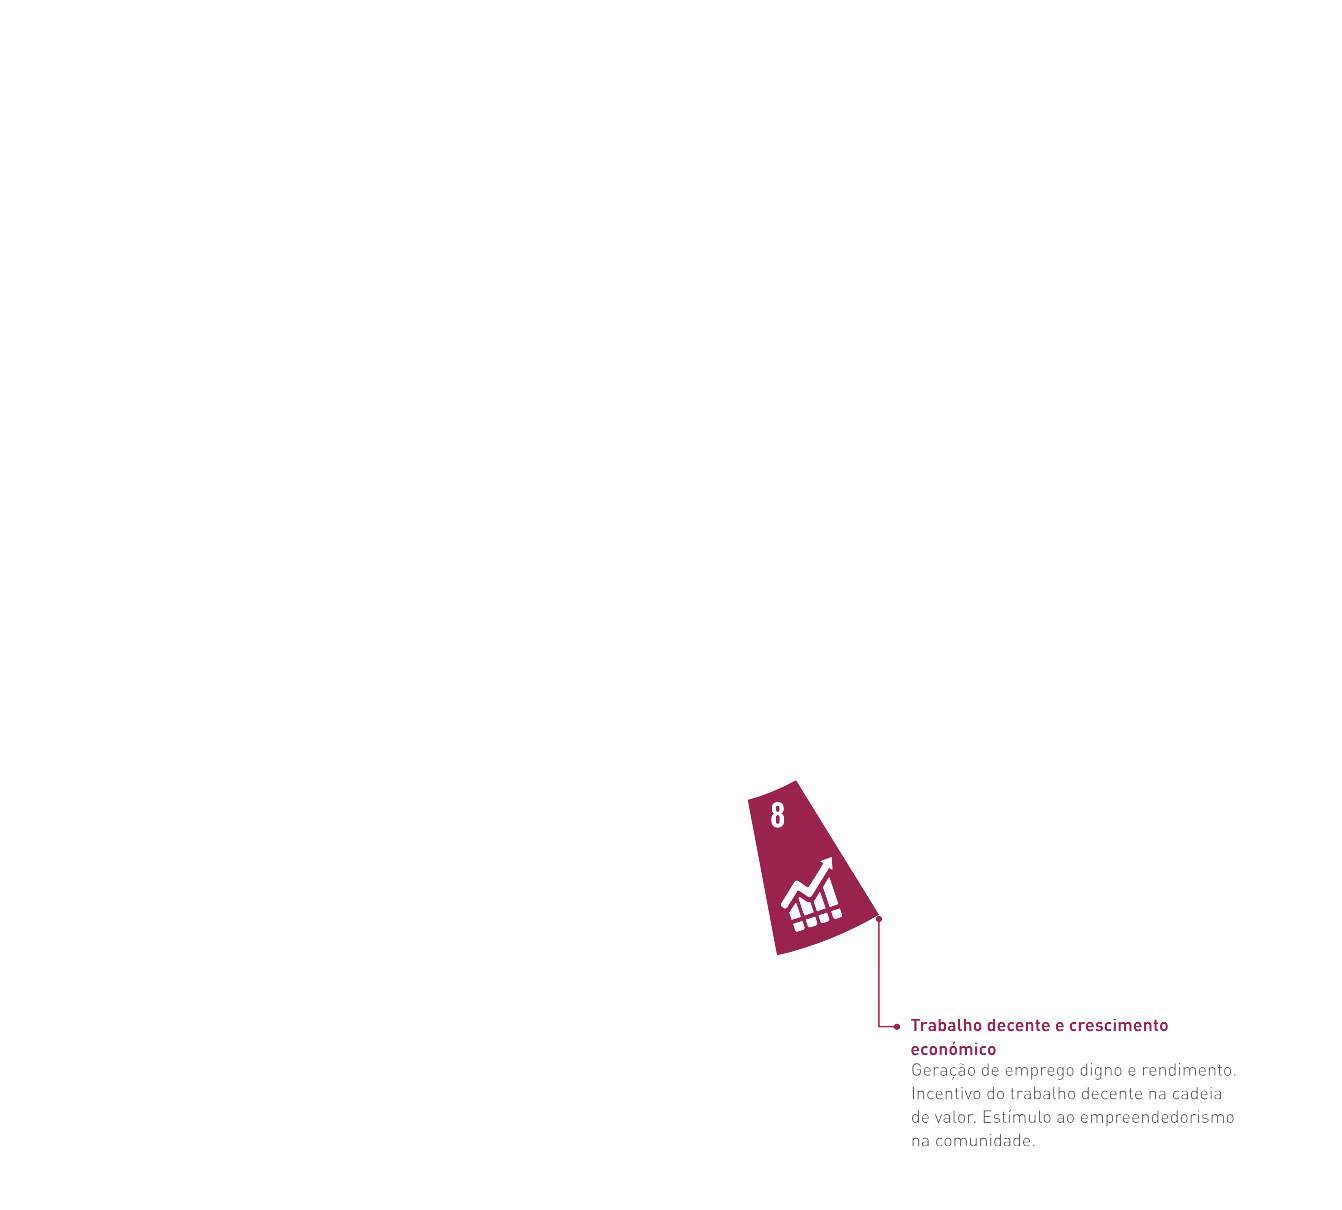 8
Trabalho decente e crescimento
económico
Geração de emprego digno e rendimento.
Incentivo do trabalho decente na cadeia
de valor. Estímulo ao empreendedorismo
na comunidade.